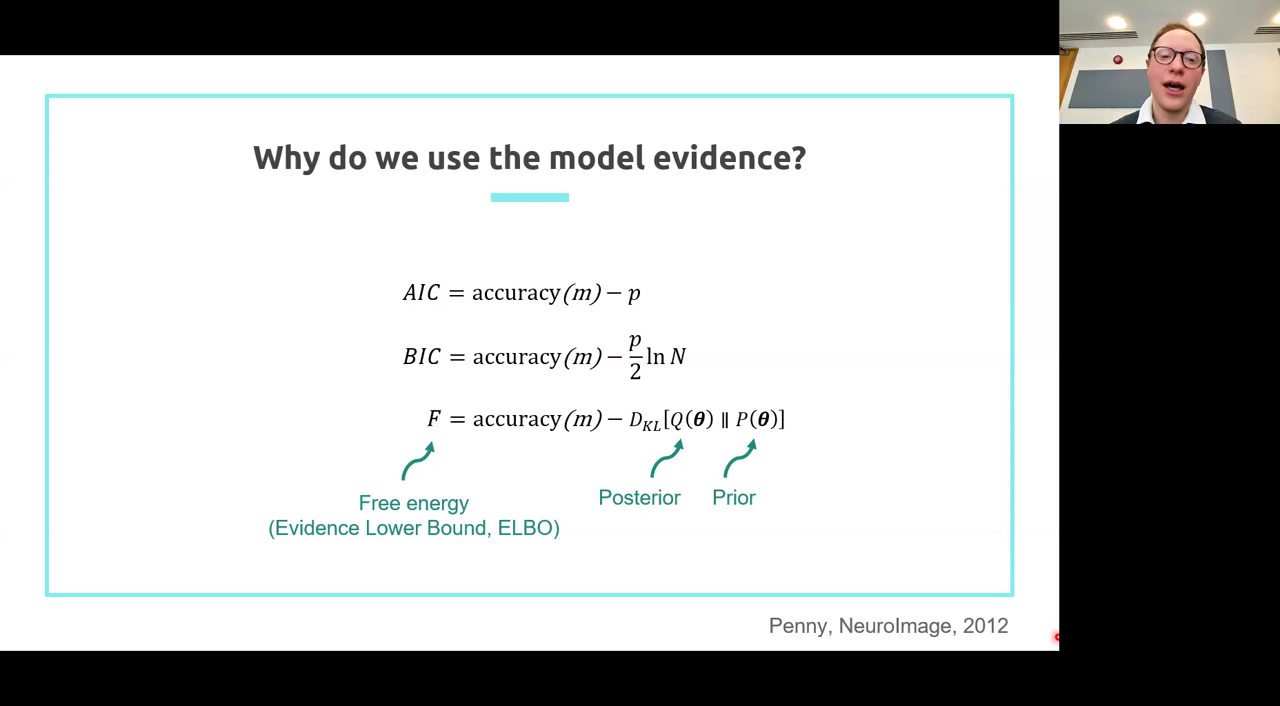 Why do we use the model evidence?
AIC = accuracy(m) − p
BIC = accuracy(m) − p/2 ln N
F = accuracy(m) − D_KL[Q(θ) ∥ P(θ)]
Free energy
(Evidence Lower Bound, ELBO)
Posterior
Prior
Penny, NeuroImage, 2012